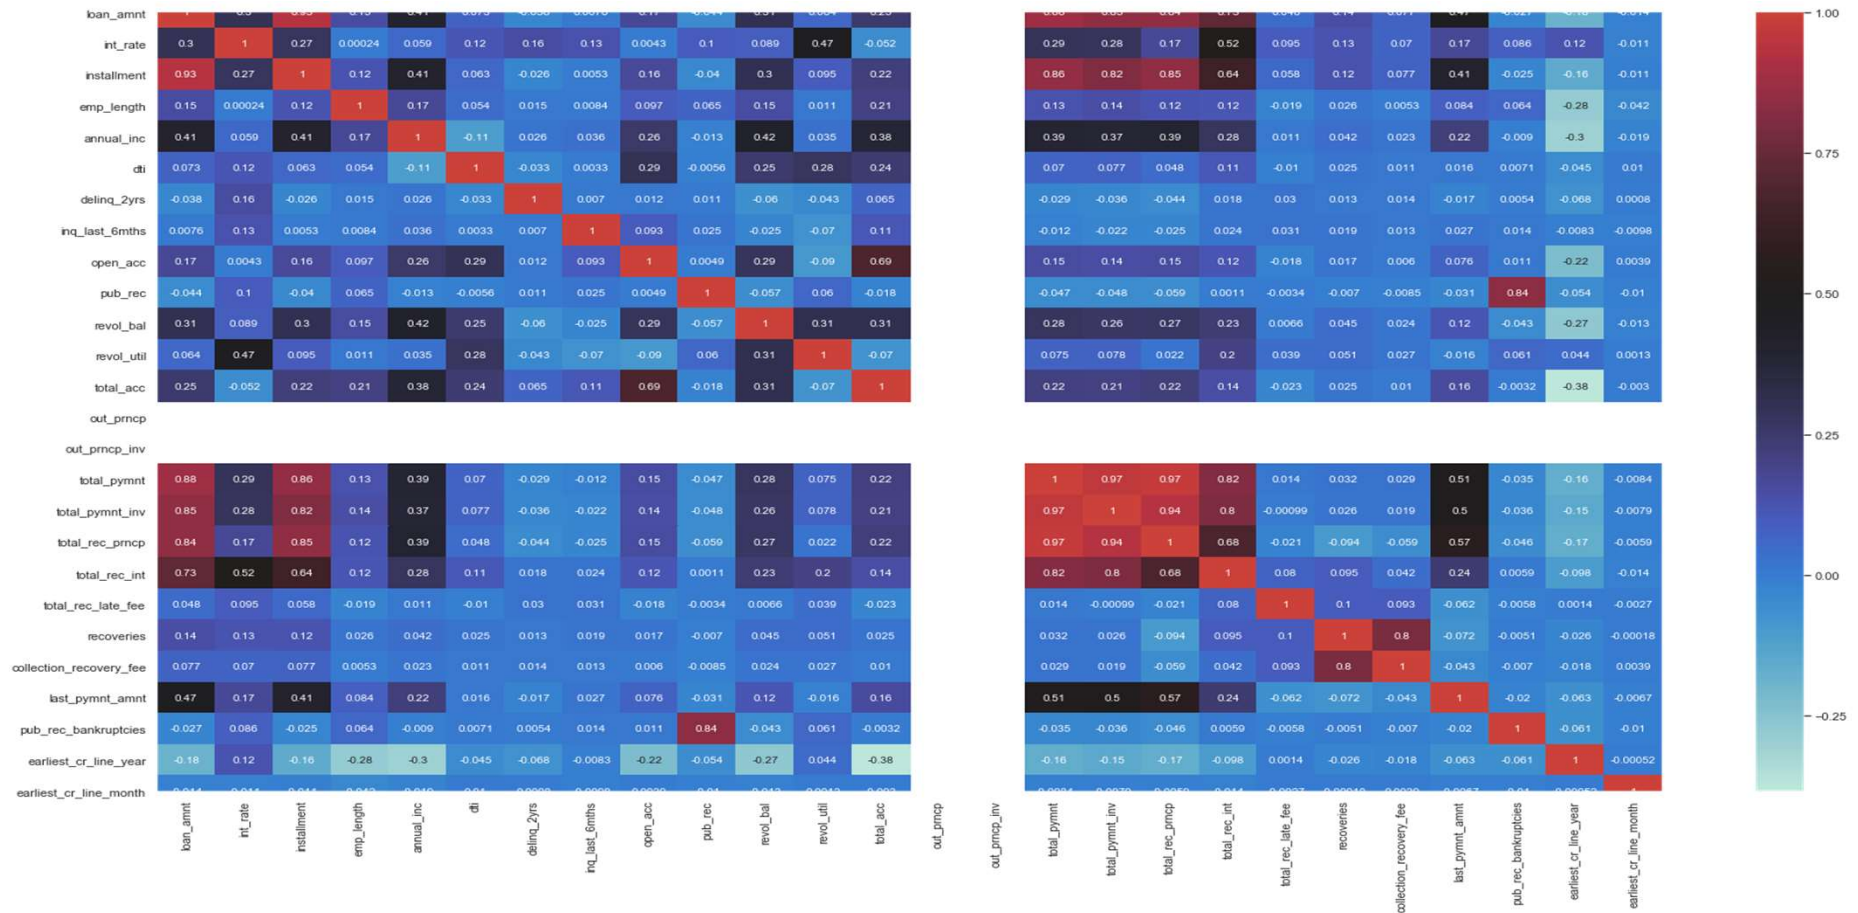 loan_amnt
int_rate 0.3 1 0.27 0.00024 0.059 0.12 0.16 0.13 0.0043 0.1 0.089 0.47 -0.052 0.29 0.28 0.17 0.52 0.095 0.13 0.07 0.17 0.086 0.12 -0.011
installment 0.93 0.27 1 0.12 0.41 0.063 -0.026 0.0053 0.16 -0.04 0.3 0.095 0.22 0.86 0.82 0.85 0.64 0.058 0.12 0.077 0.41 -0.025 -0.16 -0.011
emp_length 0.15 0.00024 0.12 1 0.17 0.054 0.015 0.0084 0.097 0.065 0.15 0.011 0.21 0.13 0.14 0.12 0.12 -0.019 0.026 0.0053 0.084 0.064 -0.28 -0.042
annual_inc 0.41 0.059 0.41 0.17 1 -0.11 0.026 0.036 0.26 -0.013 0.42 0.035 0.38 0.39 0.37 0.39 0.28 0.011 0.042 0.023 0.22 -0.009 -0.3 -0.019
dti 0.073 0.12 0.063 0.054 -0.11 1 -0.033 0.0033 0.29 -0.0056 0.25 0.28 0.24 0.07 0.077 0.048 0.11 -0.01 0.025 0.011 0.016 0.0071 -0.045 0.01
delinq_2yrs -0.038 0.16 -0.026 0.015 0.026 -0.033 1 0.007 0.012 0.011 -0.06 -0.043 0.065 -0.029 -0.036 -0.044 0.018 0.03 0.013 0.014 -0.017 0.0054 -0.068 0.0008
inq_last_6mths 0.0076 0.13 0.0053 0.0084 0.036 0.0033 0.007 1 0.093 0.025 -0.025 -0.07 0.11 -0.012 -0.022 -0.025 0.024 0.031 0.019 0.013 0.027 0.014 -0.0083 -0.0098
open_acc 0.17 0.0043 0.16 0.097 0.26 0.29 0.012 0.093 1 0.0049 0.29 -0.09 0.69 0.15 0.14 0.15 0.12 -0.018 0.017 0.006 0.076 0.011 -0.22 0.0039
pub_rec -0.044 0.1 -0.04 0.065 -0.013 -0.0056 0.011 0.025 0.0049 1 -0.057 0.06 -0.018 -0.047 -0.048 -0.059 0.0011 -0.0034 -0.007 -0.0085 -0.031 0.84 -0.054 -0.01
revol_bal 0.31 0.089 0.3 0.15 0.42 0.25 -0.06 -0.025 0.29 -0.057 1 0.31 0.31 0.28 0.26 0.27 0.23 0.0066 0.045 0.024 0.12 -0.043 -0.27 -0.013
revol_util 0.064 0.47 0.095 0.011 0.035 0.28 -0.043 -0.07 -0.09 0.06 0.31 1 -0.07 0.075 0.078 0.022 0.2 0.039 0.051 0.027 -0.016 0.061 0.044 0.0013
total_acc 0.25 -0.052 0.22 0.21 0.38 0.24 0.065 0.11 0.69 -0.018 0.31 -0.07 1 0.22 0.21 0.22 0.14 -0.023 0.025 0.01 0.16 -0.0032 -0.38 -0.003
out_prncp
out_prncp_inv
total_pymnt 0.88 0.29 0.86 0.13 0.39 0.07 -0.029 -0.012 0.15 -0.047 0.28 0.075 0.22 1 0.97 0.97 0.82 0.014 0.032 0.029 0.51 -0.035 -0.16 -0.0084
total_pymnt_inv 0.85 0.28 0.82 0.14 0.37 0.077 -0.036 -0.022 0.14 -0.048 0.26 0.078 0.21 0.97 1 0.94 0.8 -0.00099 0.026 0.019 0.5 -0.036 -0.15 -0.0079
total_rec_prncp 0.84 0.17 0.85 0.12 0.39 0.048 -0.044 -0.025 0.15 -0.059 0.27 0.022 0.22 0.97 0.94 1 0.68 -0.021 -0.094 -0.059 0.57 -0.046 -0.17 -0.0059
total_rec_int 0.73 0.52 0.64 0.12 0.28 0.11 0.018 0.024 0.12 0.0011 0.23 0.2 0.14 0.82 0.8 0.68 1 0.08 0.095 0.042 0.24 0.0059 -0.098 -0.014
total_rec_late_fee 0.048 0.095 0.058 -0.019 0.011 -0.01 0.03 0.031 -0.018 -0.0034 0.0066 0.039 -0.023 0.014 -0.00099 -0.021 0.08 1 0.1 0.093 -0.062 -0.0058 0.0014 -0.0027
recoveries 0.14 0.13 0.12 0.026 0.042 0.025 0.013 0.019 0.017 -0.007 0.045 0.051 0.025 0.032 0.026 -0.094 0.095 0.1 1 0.8 -0.072 -0.0051 -0.026 -0.00018
collection_recovery_fee 0.077 0.07 0.077 0.0053 0.023 0.011 0.014 0.013 0.006 -0.0085 0.024 0.027 0.01 0.029 0.019 -0.059 0.042 0.093 0.8 1 -0.043 -0.007 -0.018 0.0039
last_pymnt_amnt 0.47 0.17 0.41 0.084 0.22 0.016 -0.017 0.027 0.076 -0.031 0.12 -0.016 0.16 0.51 0.5 0.57 0.24 -0.062 -0.072 -0.043 1 -0.02 -0.063 -0.0067
pub_rec_bankruptcies -0.027 0.086 -0.025 0.064 -0.009 0.0071 0.0054 0.014 0.011 0.84 -0.043 0.061 -0.0032 -0.035 -0.036 -0.046 0.0059 -0.0058 -0.0051 -0.007 -0.02 1 -0.061 -0.01
earliest_cr_line_year -0.18 0.12 -0.16 -0.28 -0.3 -0.045 -0.068 -0.0083 -0.22 -0.054 -0.27 0.044 -0.38 -0.16 -0.15 -0.17 -0.098 0.0014 -0.026 -0.018 -0.063 -0.061 1 -0.00052
earliest_cr_line_month
loan_amnt int_rate installment emp_length annual_inc dti delinq_2yrs inq_last_6mths open_acc pub_rec revol_bal revol_util total_acc out_prncp out_prncp_inv total_pymnt total_pymnt_inv total_rec_prncp total_rec_int total_rec_late_fee recoveries collection_recovery_fee last_pymnt_amnt pub_rec_bankruptcies earliest_cr_line_year earliest_cr_line_month
1.00
0.75
0.50
0.25
0.00
-0.25